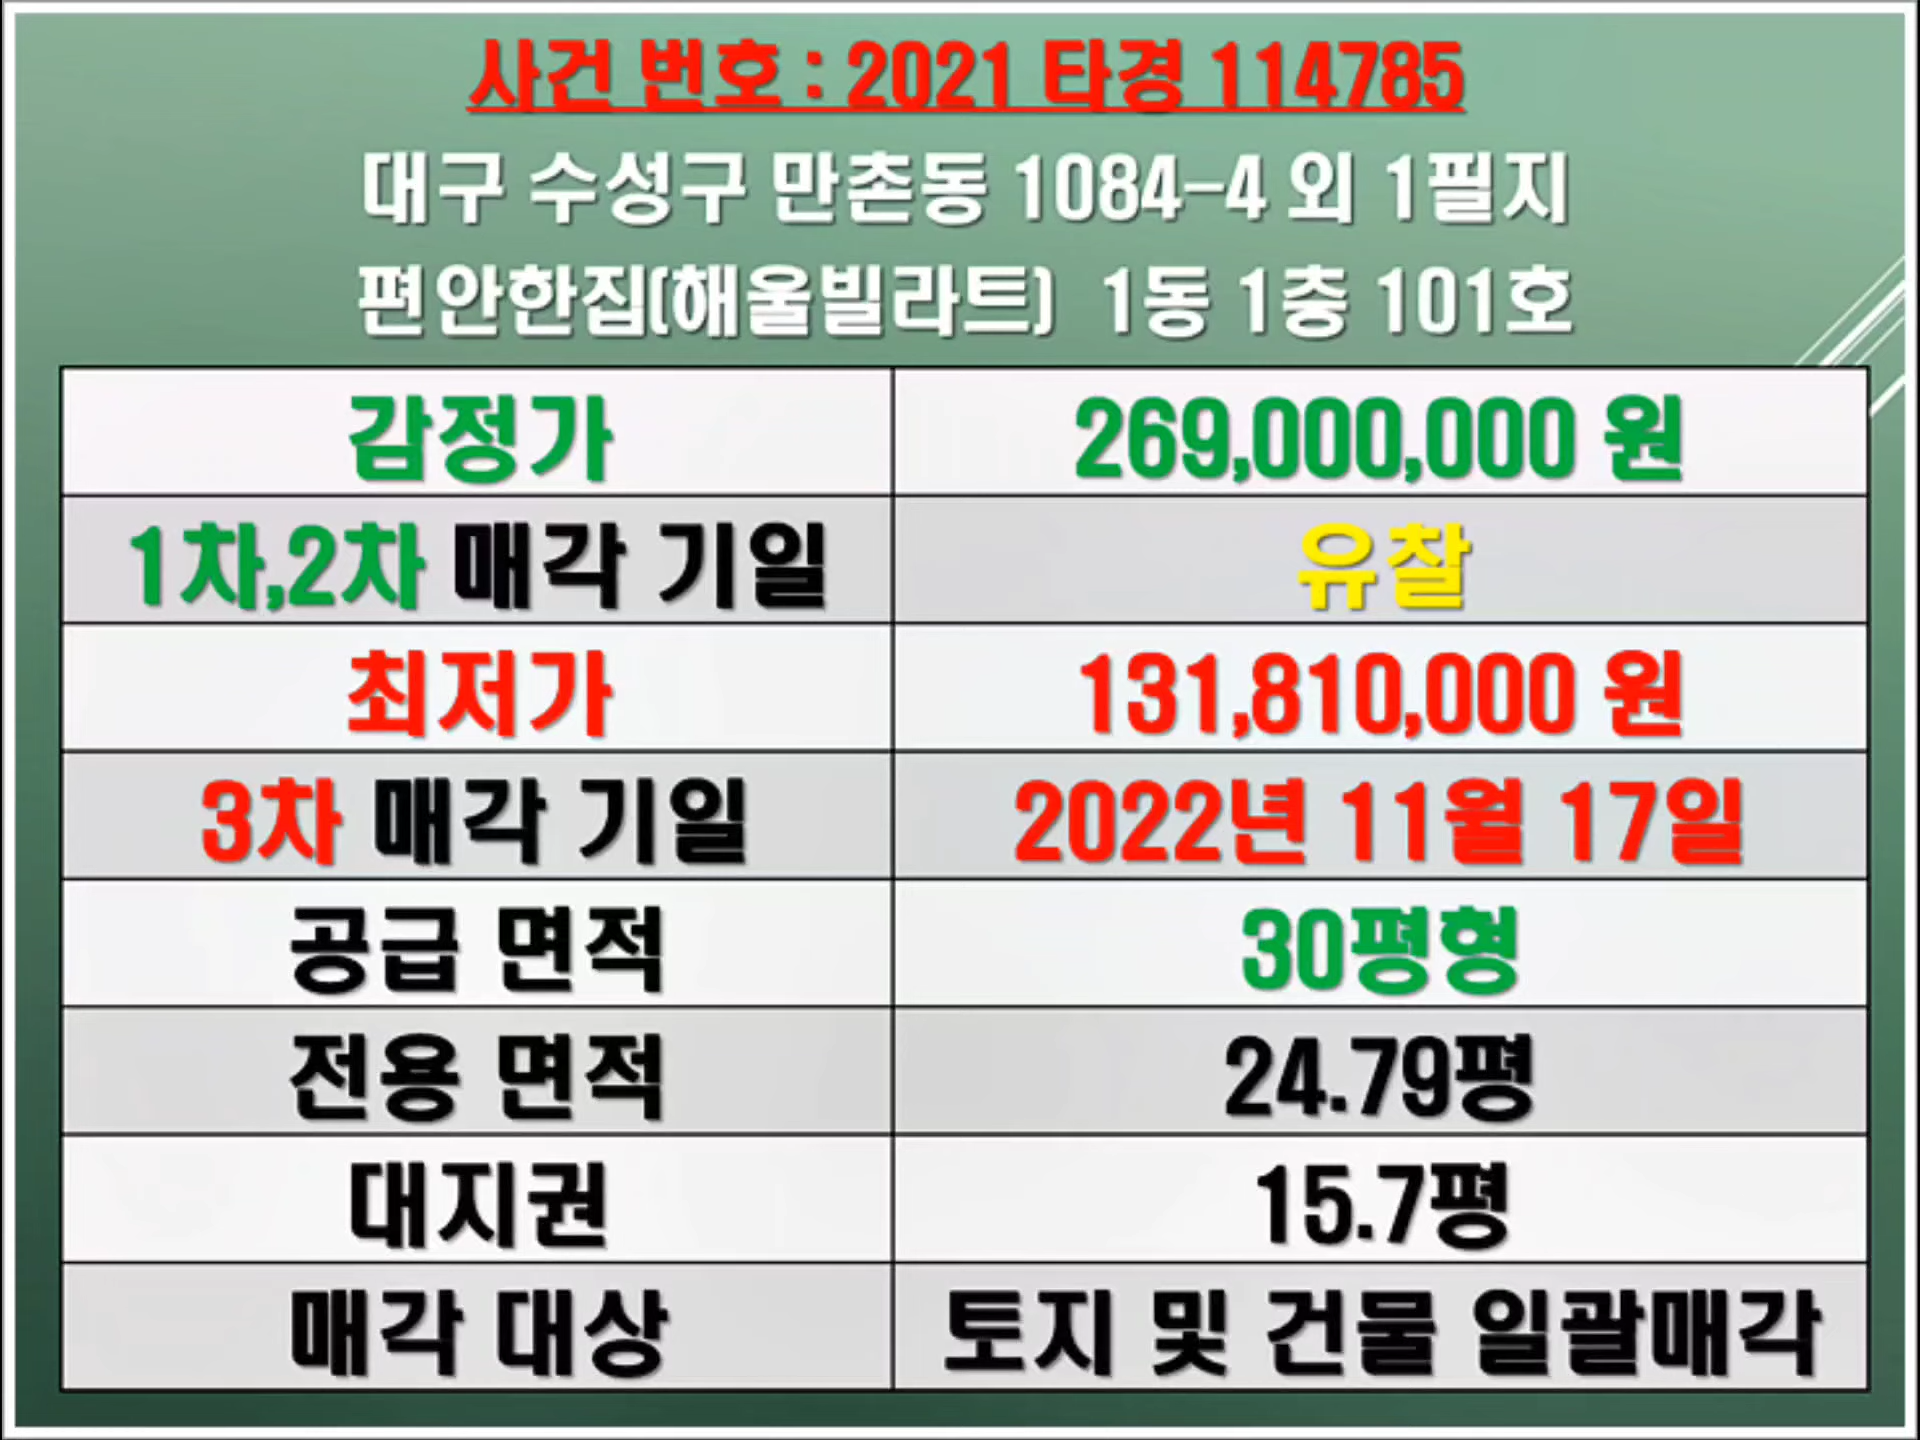 사건 번호 : 2021 타경 114785
대구 수성구 만촌동 1084-4 외 1필지
편안한집(해울빌라트) 1동 1층 101호
감정가 269,000,000 원
1차,2차 매각 기일 유찰
최저가 131,810,000 원
3차 매각 기일 2022년 11월 17일
공급 면적 30평형
전용 면적 24.79평
대지권 15.7평
매각 대상 토지 및 건물 일괄매각